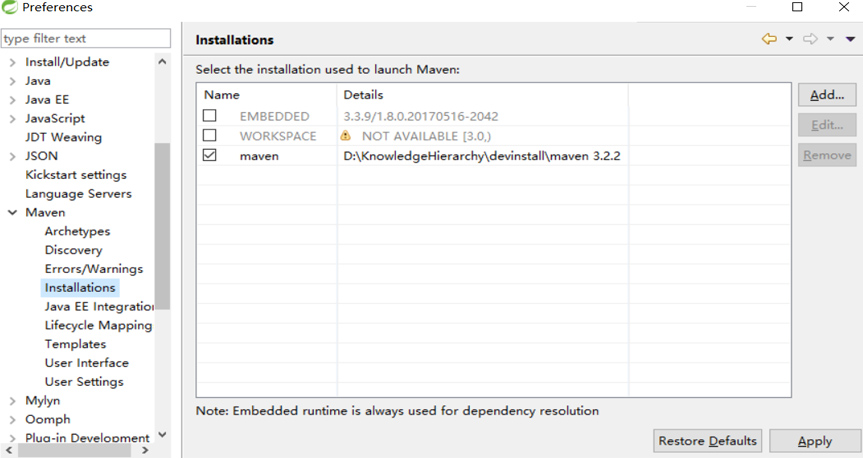 Preferences
type filter text
Install/Update
Java
Java EE
JavaScript
JDT Weaving
JSON
Kickstart settings
Language Servers
Maven
Archetypes
Discovery
Errors/Warnings
Installations
Java EE Integration
Lifecycle Mapping
Templates
User Interface
User Settings
Mylyn
Oomph
Plug-in Development
Installations
Select the installation used to launch Maven:
Name Details
EMBEDDED 3.3.9/1.8.0.20170516-2042
WORKSPACE NOT AVAILABLE [3.0,)
maven D:\KnowledgeHierarchy\devinstall\maven 3.2.2
Add...
Edit...
Remove
Note: Embedded runtime is always used for dependency resolution
Restore Defaults Apply